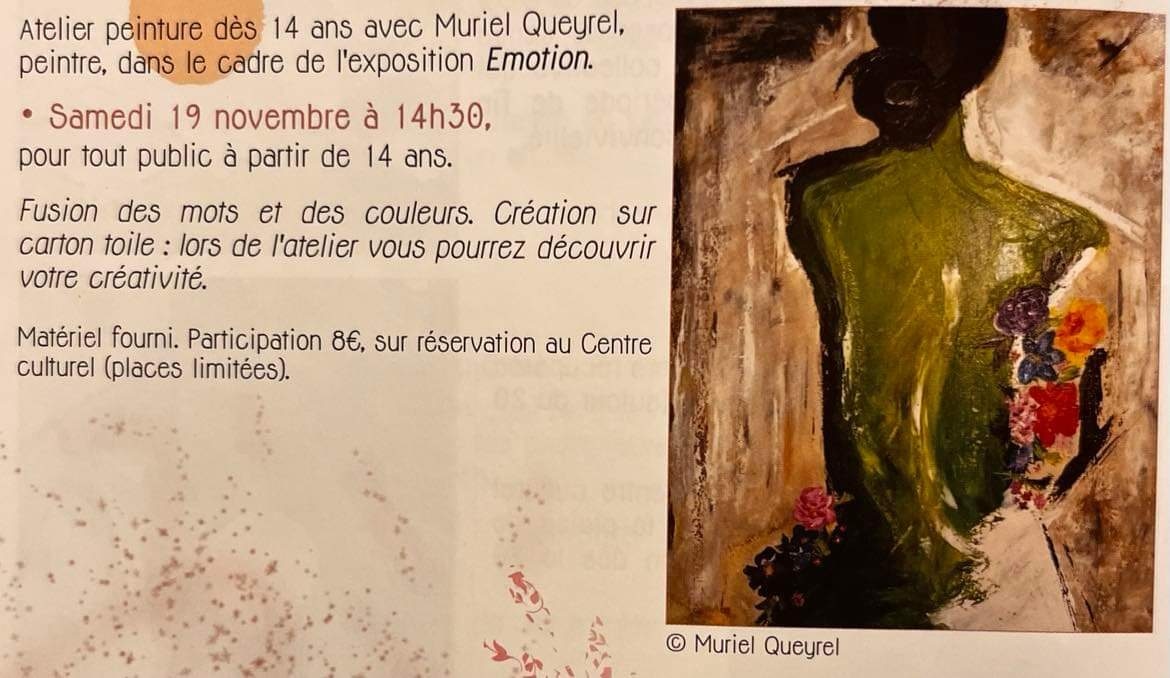 Atelier peinture dès 14 ans avec Muriel Queyrel,
peintre, dans le cadre de l'exposition Emotion.
• Samedi 19 novembre à 14h30,
pour tout public à partir de 14 ans.
Fusion des mots et des couleurs. Création sur
carton toile : lors de l'atelier vous pourrez découvrir
votre créativité.
Matériel fourni. Participation 8€, sur réservation au Centre
culturel (places limitées).
© Muriel Queyrel